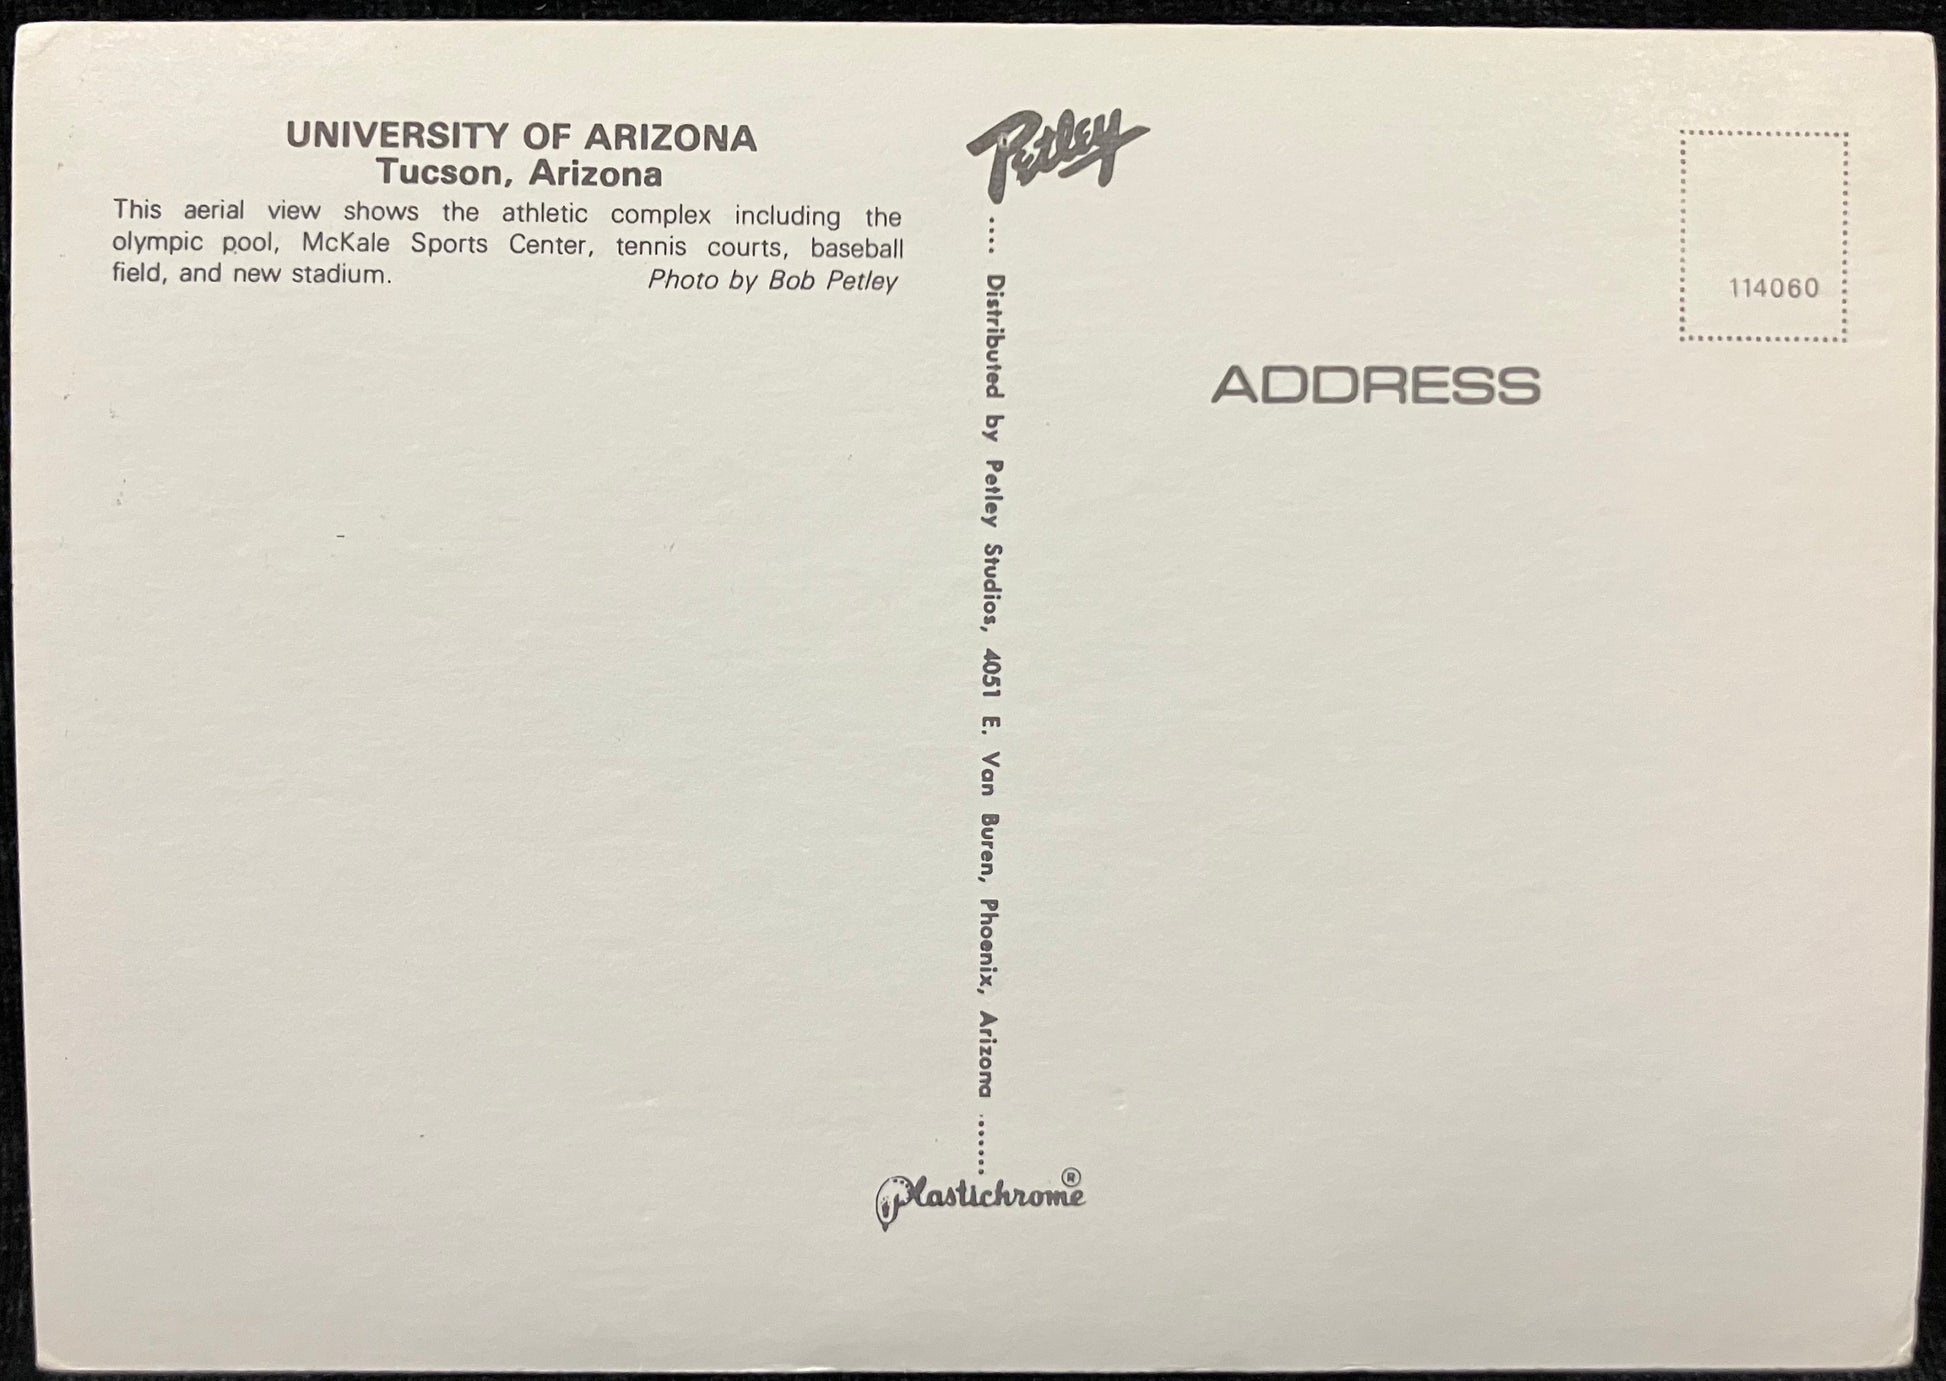 UNIVERSITY OF ARIZONA
Tucson, Arizona
This aerial view shows the athletic complex including the
olympic pool, McKale Sports Center, tennis courts, baseball
field, and new stadium. Photo by Bob Petley
Petley
.... Distributed by Petley Studios, 4051 E. Van Buren, Phoenix, Arizona .......
Plastichrome®
114060
ADDRESS